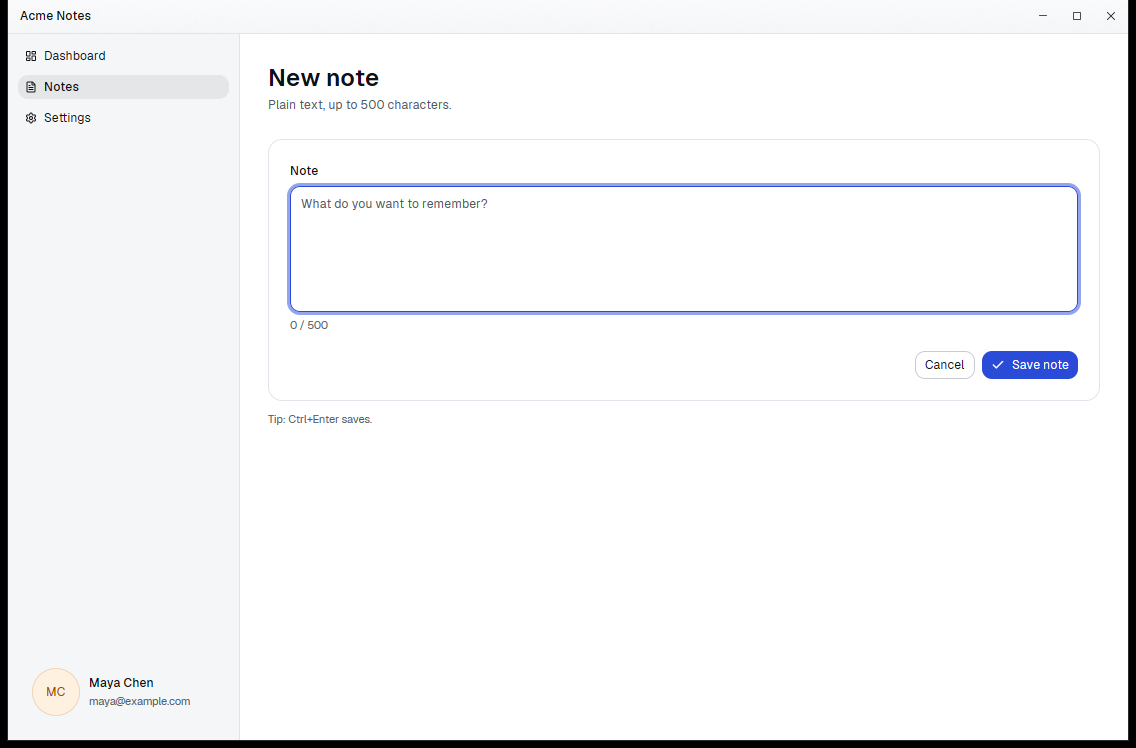 Acme Notes
Dashboard
Notes
Settings
New note
Plain text, up to 500 characters.
Note
What do you want to remember?
0 / 500
Cancel
Save note
Tip: Ctrl+Enter saves.
MC
Maya Chen
maya@example.com